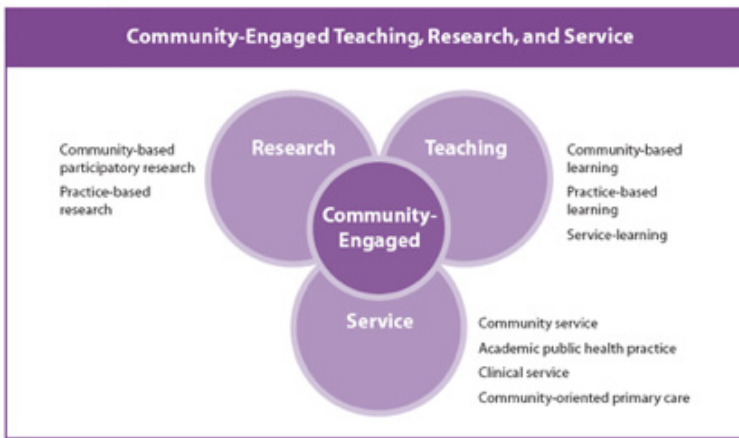 Community-Engaged Teaching, Research, and Service
Research
Teaching
Community-based
participatory research
Practice-based
research
Community-based
learning
Practice-based
learning
Service-learning
Community-
Engaged
Service
Community service
Academic public health practice
Clinical service
Community-oriented primary care